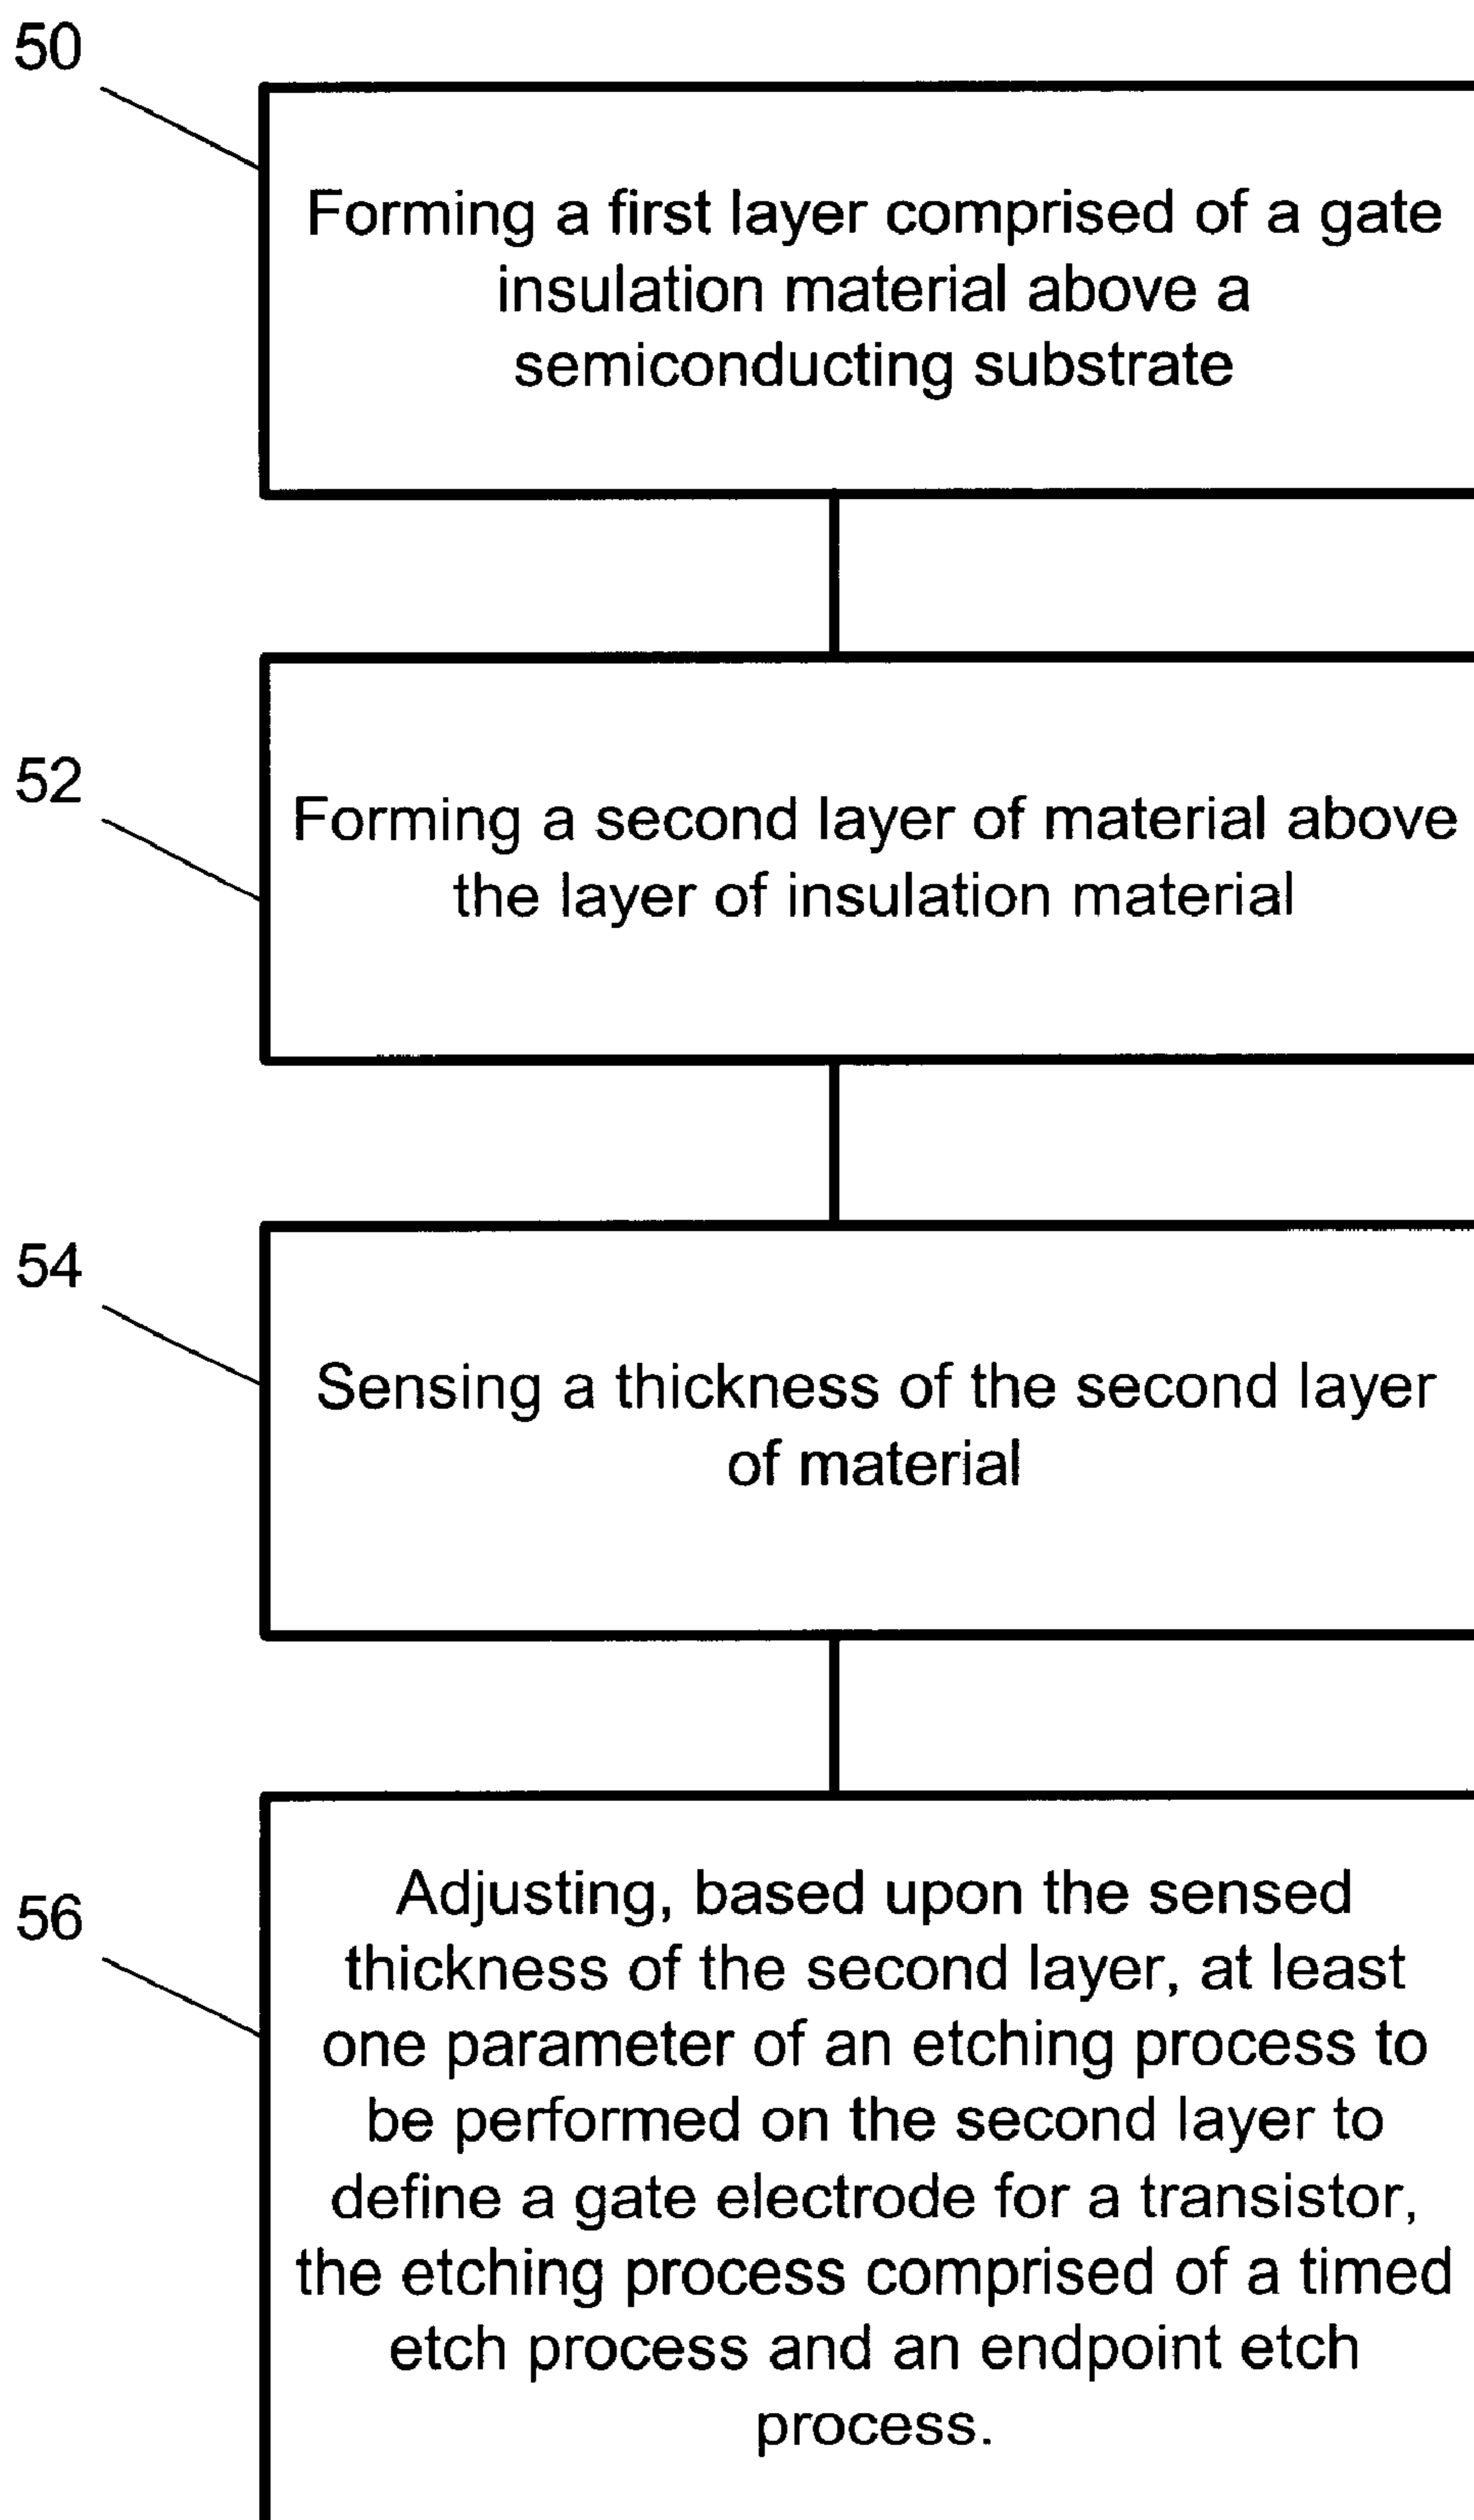 50
Forming a first layer comprised of a gate
insulation material above a
semiconducting substrate
52
Forming a second layer of material above
the layer of insulation material
54
Sensing a thickness of the second layer
of material
56
Adjusting, based upon the sensed
thickness of the second layer, at least
one parameter of an etching process to
be performed on the second layer to
define a gate electrode for a transistor,
the etching process comprised of a timed
etch process and an endpoint etch
process.